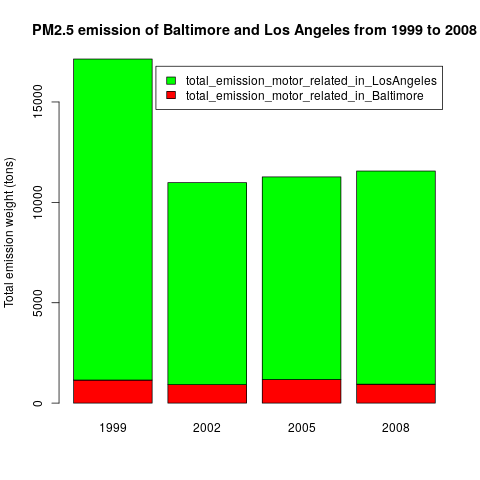 PM2.5 emission of Baltimore and Los Angeles from 1999 to 2008
total_emission_motor_related_in_LosAngeles
total_emission_motor_related_in_Baltimore
Total emission weight (tons)
15000
10000
5000
0
1999 2002 2005 2008